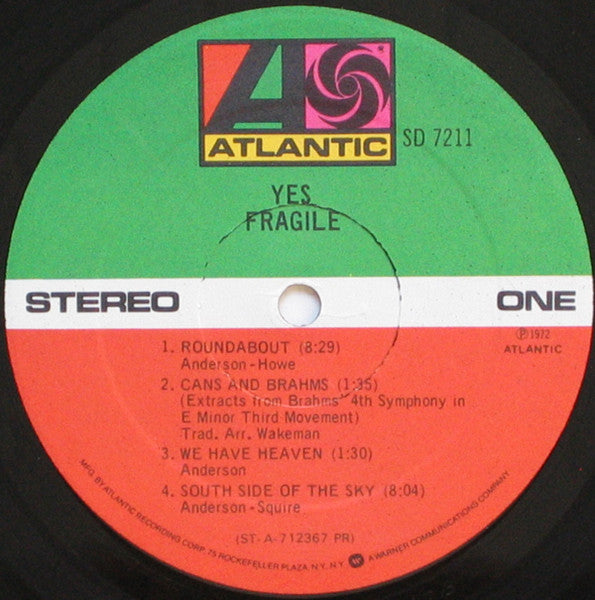 ATLANTIC
SD 7211
YES
FRAGILE
STEREO
ONE
℗ 1972
ATLANTIC
1. ROUNDABOUT (8:29)
Anderson-Howe
2. CANS AND BRAHMS (1:35)
(Extracts from Brahms' 4th Symphony in
E Minor Third Movement)
Trad. Arr. Wakeman
3. WE HAVE HEAVEN (1:30)
Anderson
4. SOUTH SIDE OF THE SKY (8:04)
Anderson-Squire
(ST-A-712367 PR)
MFG. BY ATLANTIC RECORDING CORP. 75 ROCKEFELLER PLAZA, N.Y., N.Y. W A WARNER COMMUNICATIONS COMPANY